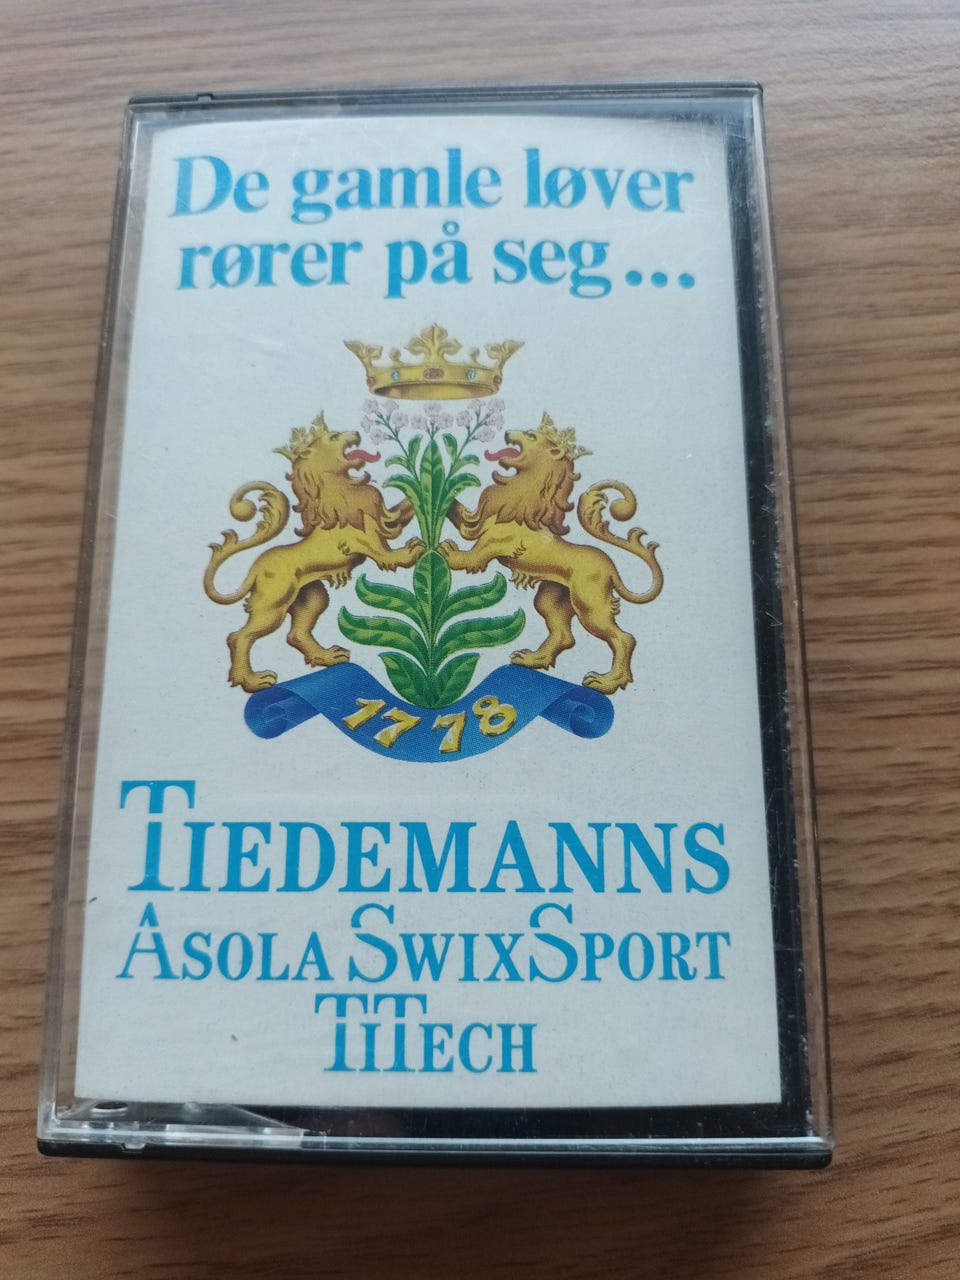 De gamle løver
rører på seg...
1778
TIEDEMANNS
ASOLA SWIXSPORT
TITECH